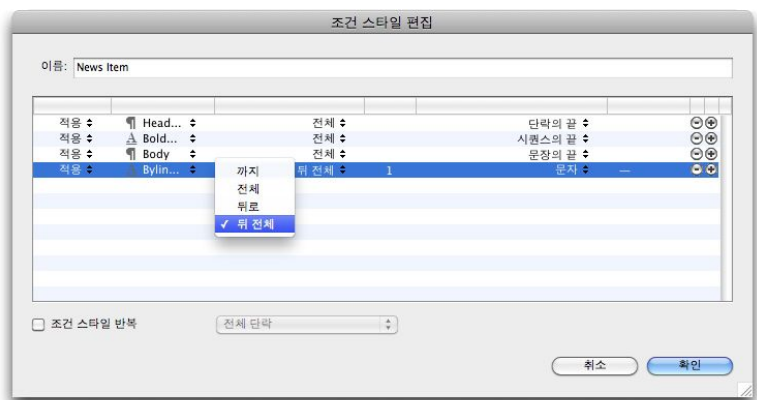 조건 스타일 편집
이름: News Item
적용 Head... 전체 단락의 끝
적용 Bold... 전체 시퀀스의 끝
적용 Body 전체 문장의 끝
적용 Bylin... 뒤 전체 1 문자 —
까지
전체
뒤로
✓ 뒤 전체
조건 스타일 반복 전체 단락
취소 확인